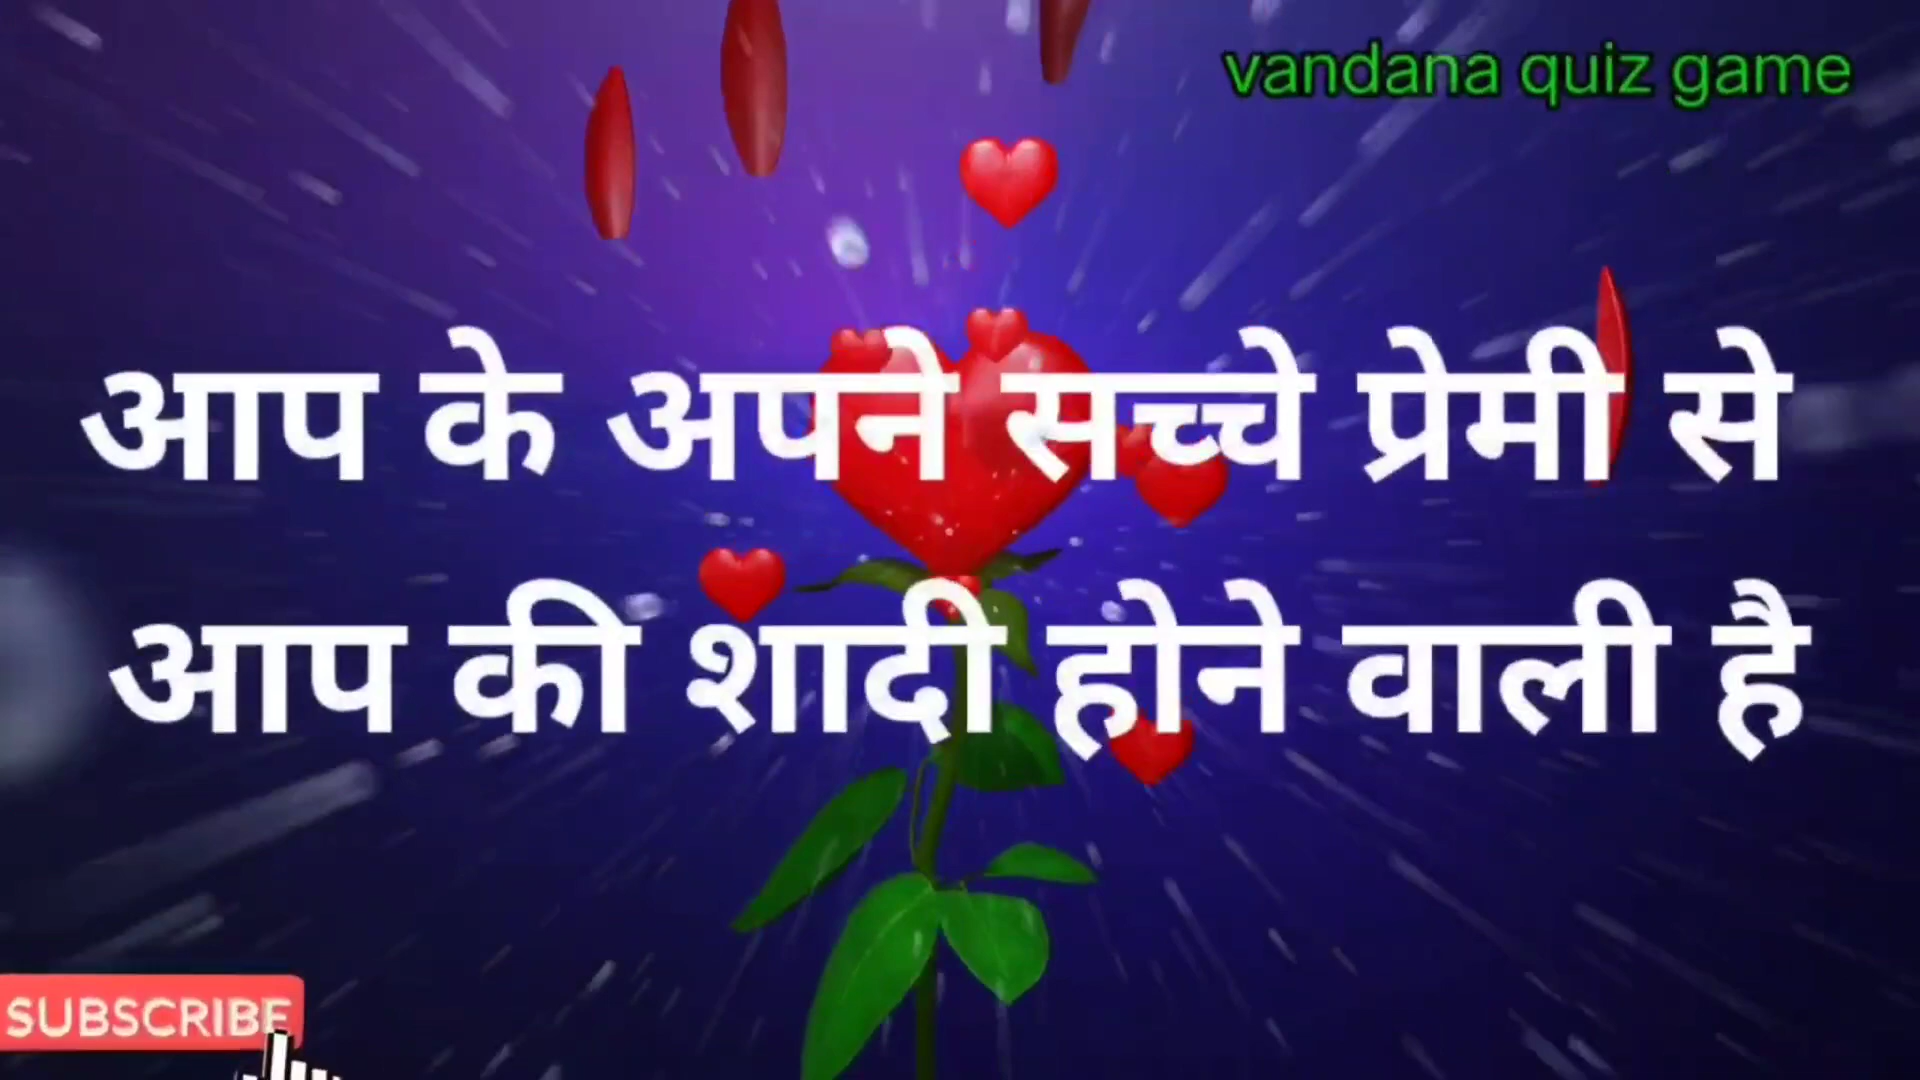 vandana quiz game
आप के अपने सच्चे प्रेमी से
आप की शादी होने वाली है
SUBSCRIBE